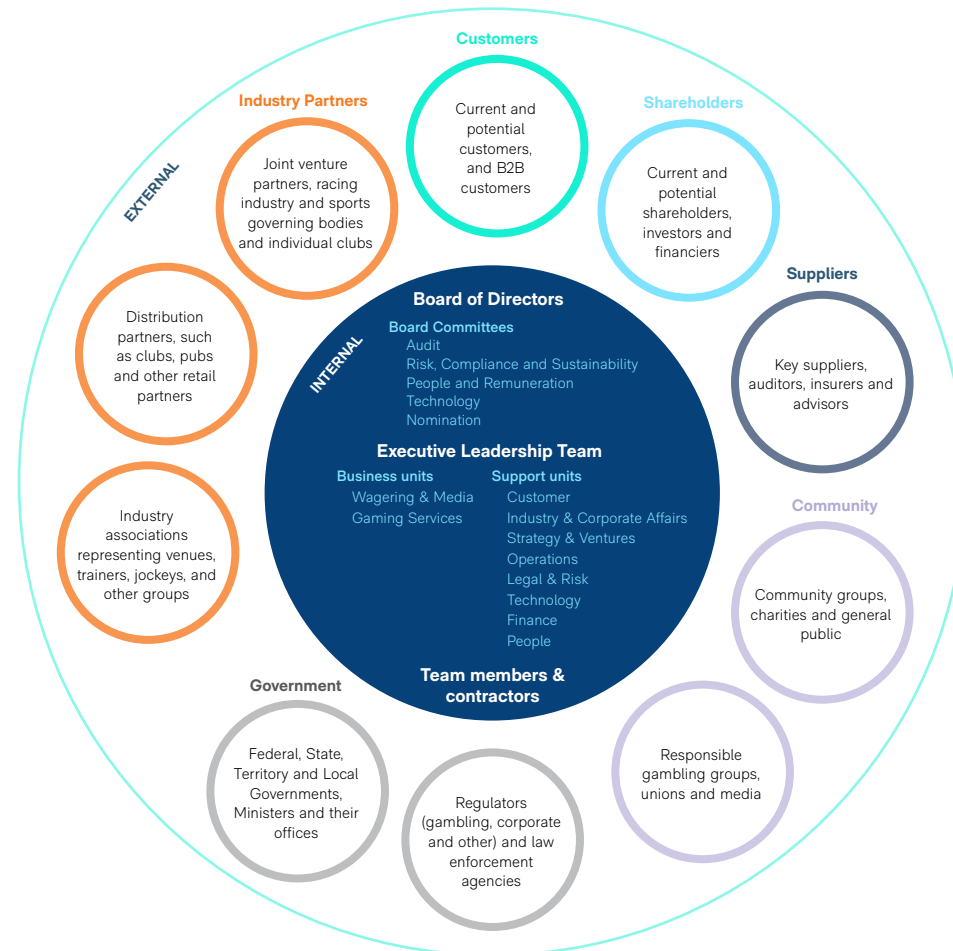 Customers
Current and
potential
customers,
and B2B
customers
Industry Partners
Joint venture
partners, racing
industry and sports
governing bodies
and individual clubs
Shareholders
Current and
potential
shareholders,
investors and
financiers
EXTERNAL
Distribution
partners, such
as clubs, pubs
and other retail
partners
Suppliers
Key suppliers,
auditors, insurers and
advisors
INTERNAL
Board of Directors
Board Committees
Audit
Risk, Compliance and Sustainability
People and Remuneration
Technology
Nomination
Executive Leadership Team
Business units
Wagering & Media
Gaming Services
Support units
Customer
Industry & Corporate Affairs
Strategy & Ventures
Operations
Legal & Risk
Technology
Finance
People
Team members &
contractors
Industry
associations
representing venues,
trainers, jockeys, and
other groups
Community
Community groups,
charities and general
public
Government
Federal, State,
Territory and Local
Governments,
Ministers and their
offices
Regulators
(gambling, corporate
and other) and law
enforcement
agencies
Responsible
gambling groups,
unions and media